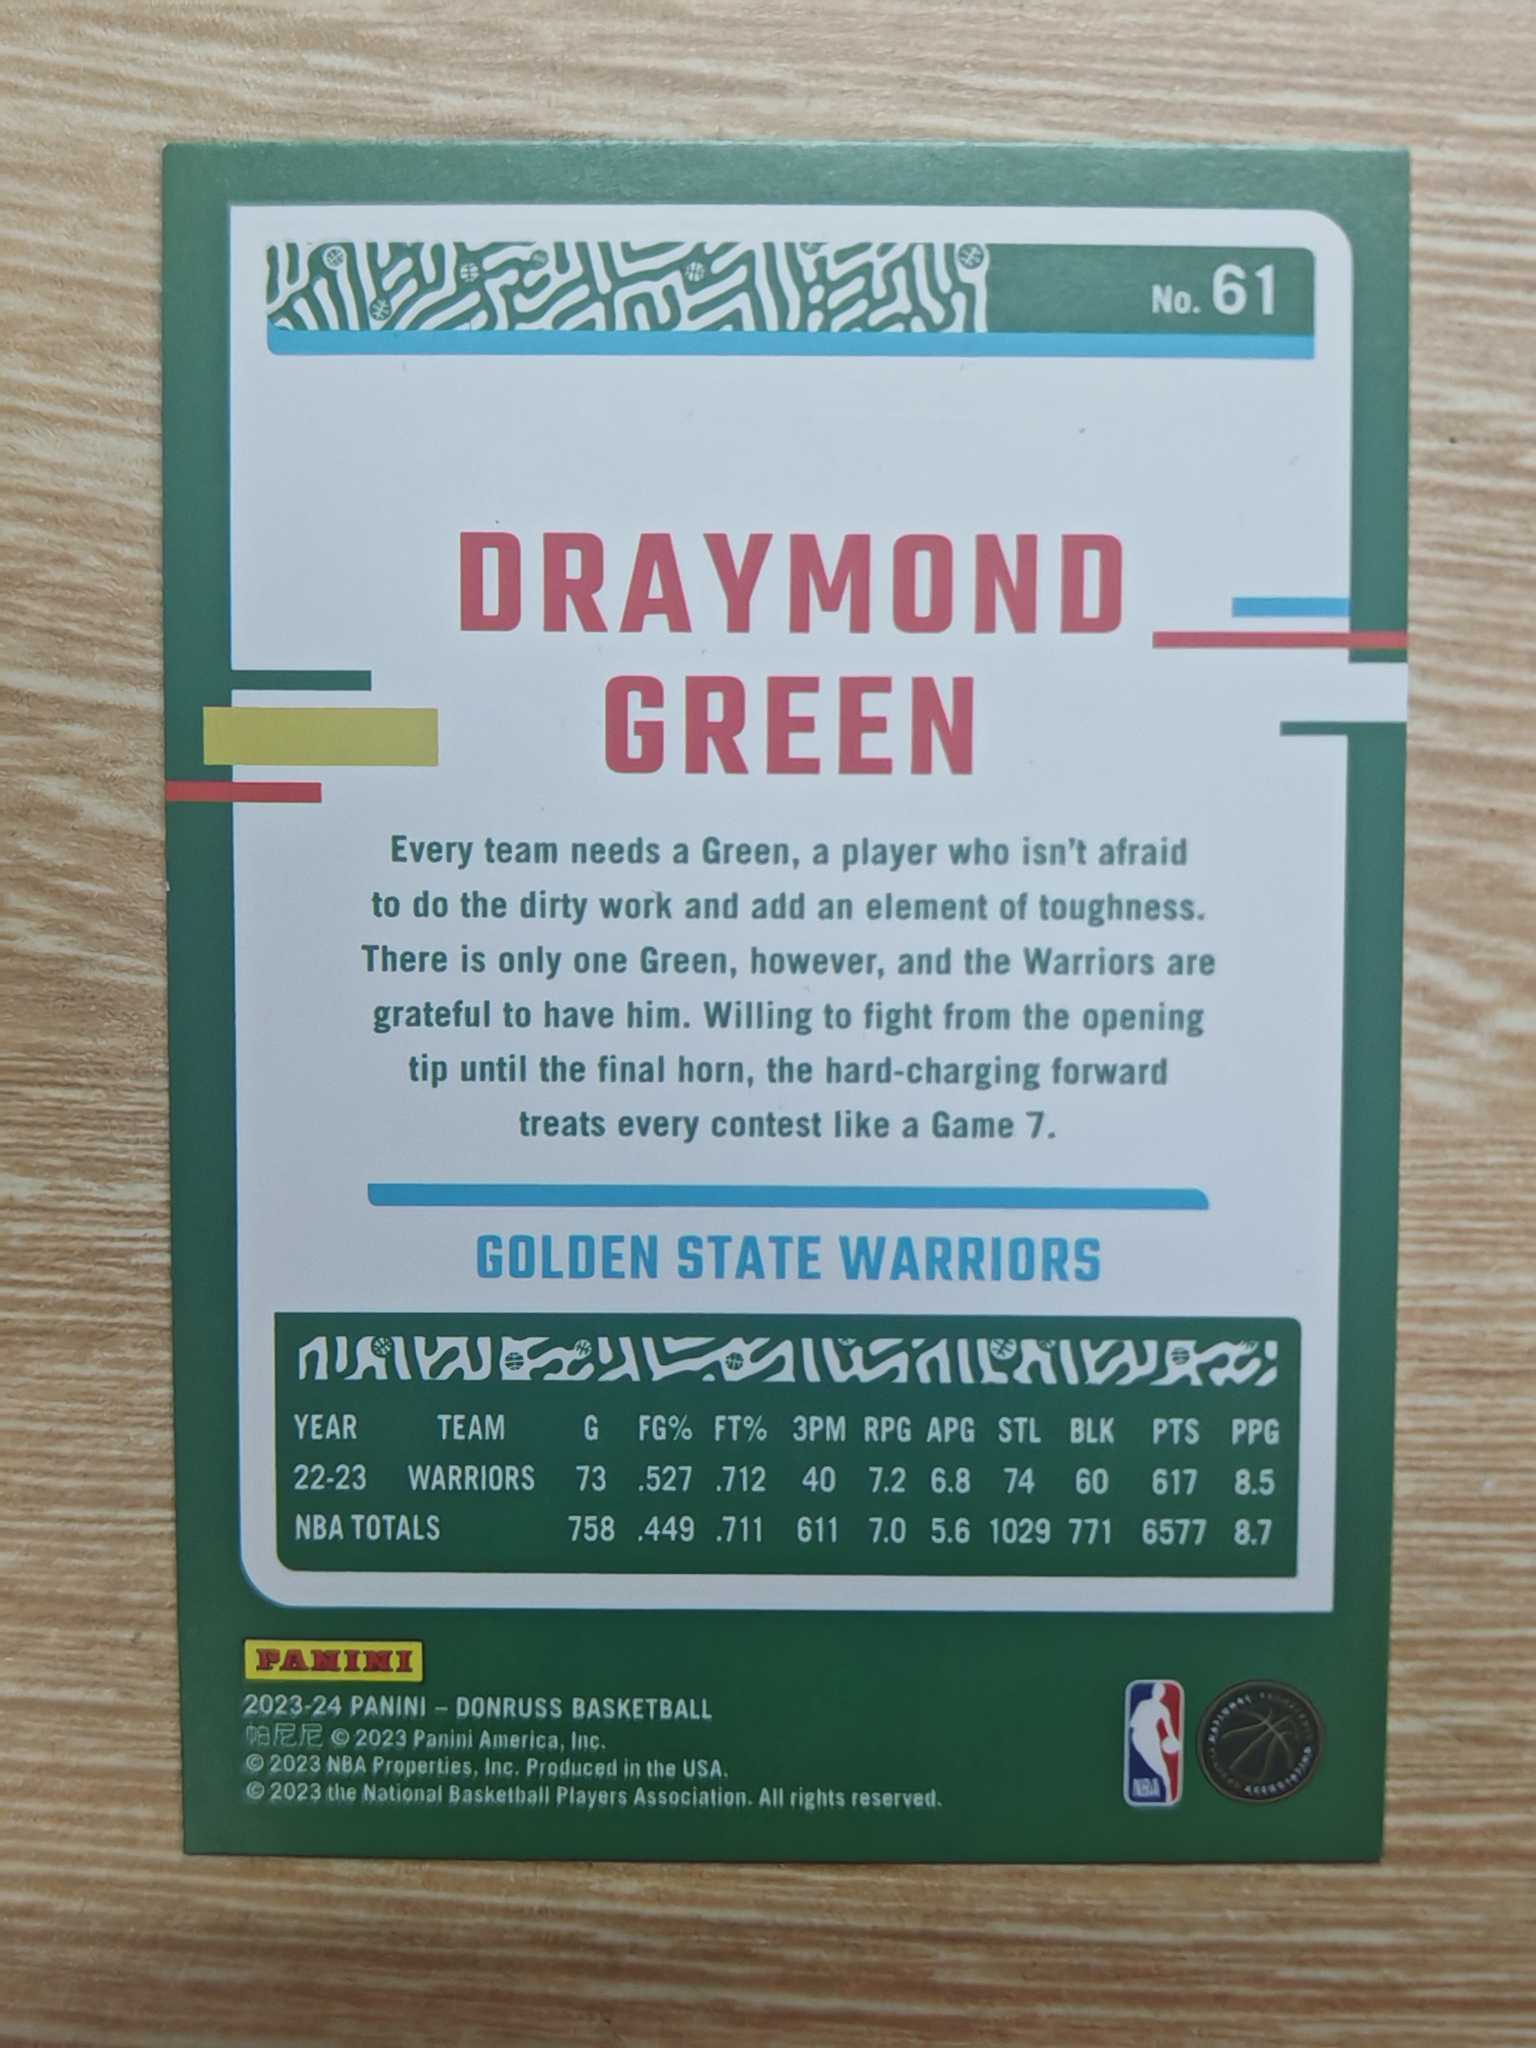 No. 61
DRAYMOND
GREEN
Every team needs a Green, a player who isn't afraid
to do the dirty work and add an element of toughness.
There is only one Green, however, and the Warriors are
grateful to have him. Willing to fight from the opening
tip until the final horn, the hard-charging forward
treats every contest like a Game 7.
GOLDEN STATE WARRIORS
YEAR TEAM G FG% FT% 3PM RPG APG STL BLK PTS PPG
22-23 WARRIORS 73 .527 .712 40 7.2 6.8 74 60 617 8.5
NBA TOTALS 758 .449 .711 611 7.0 5.6 1029 771 6577 8.7
PANINI
2023-24 PANINI – DONRUSS BASKETBALL
帕尼尼 © 2023 Panini America, Inc.
© 2023 NBA Properties, Inc. Produced in the USA.
© 2023 the National Basketball Players Association. All rights reserved.
NBA